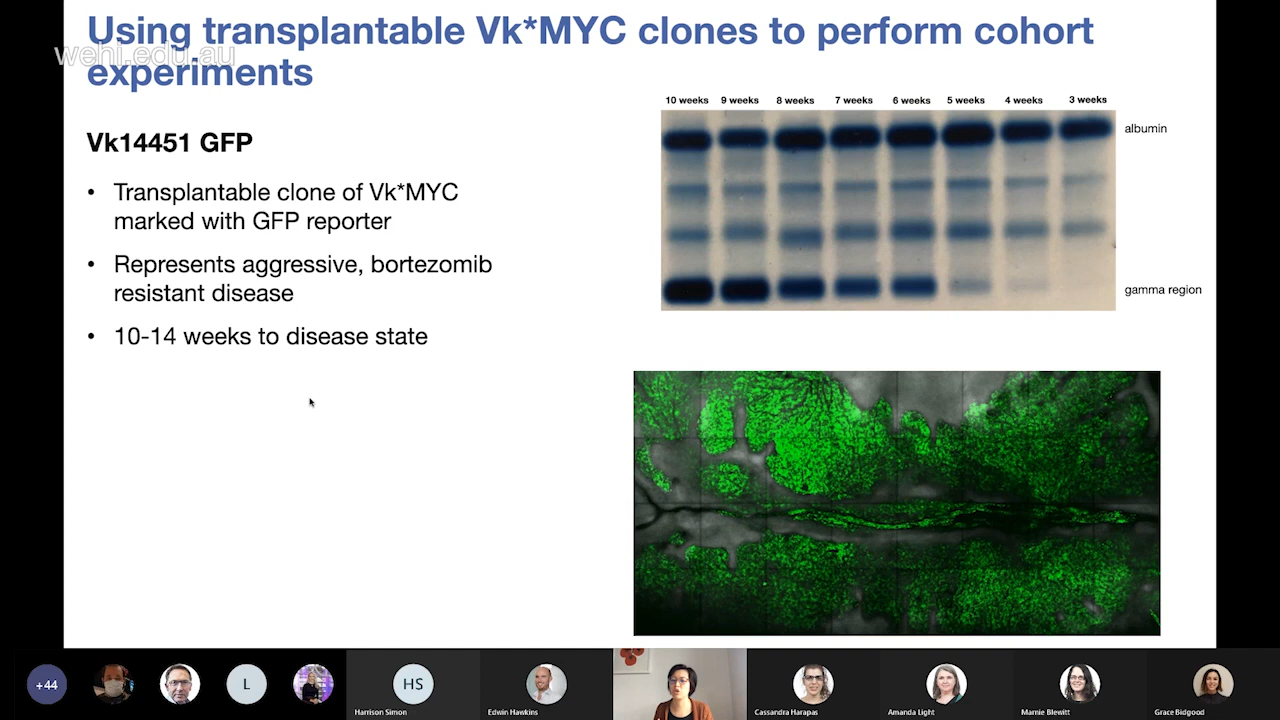 Using transplantable Vk*MYC clones to perform cohort
experiments
wehi.edu.au
Vk14451 GFP
• Transplantable clone of Vk*MYC
marked with GFP reporter
• Represents aggressive, bortezomib
resistant disease
• 10-14 weeks to disease state
10 weeks 9 weeks 8 weeks 7 weeks 6 weeks 5 weeks 4 weeks 3 weeks
albumin
gamma region
+44
L
HS
Harrison Simon
Edwin Hawkins
Cassandra Harapas
Amanda Light
Marnie Blewitt
Grace Bidgood